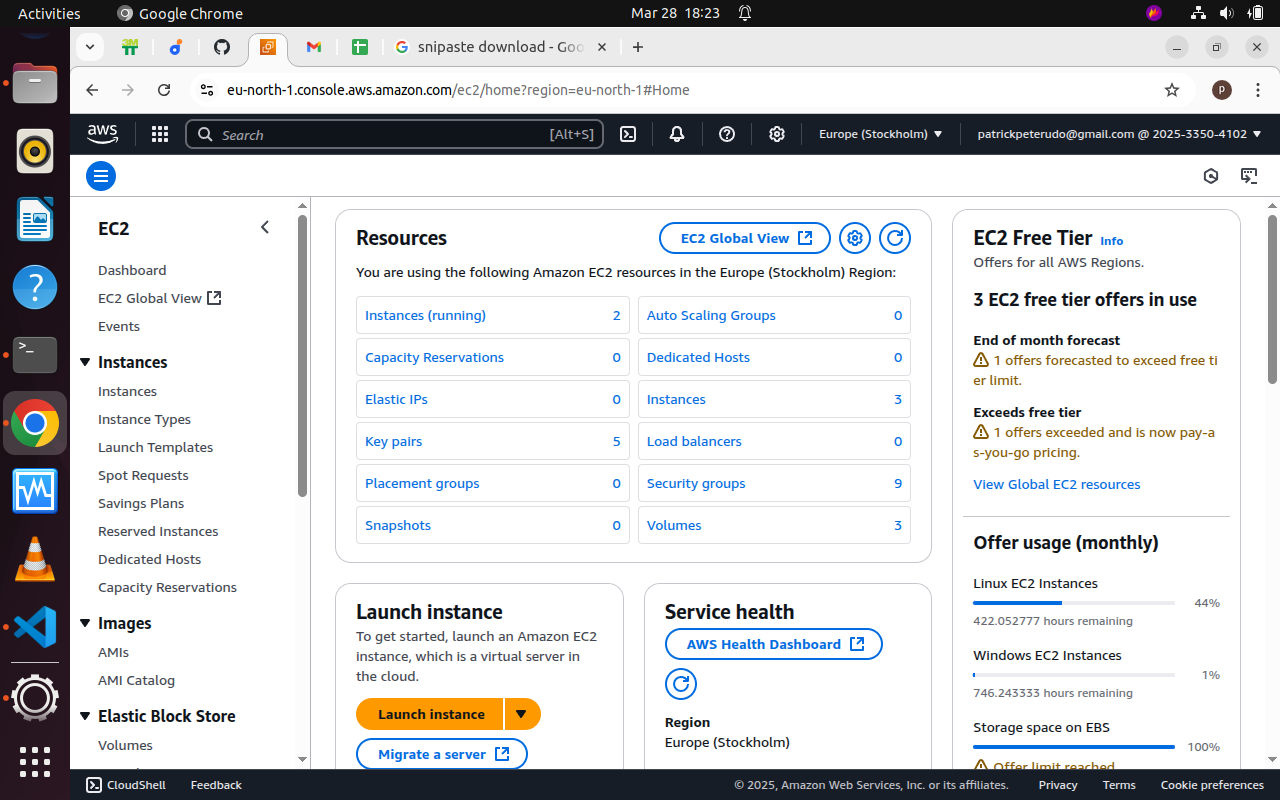 Activities
Google Chrome
Mar 28 18:23
snipaste download - Goo
eu-north-1.console.aws.amazon.com/ec2/home?region=eu-north-1#Home
P
aws
Search
[Alt+S]
Europe (Stockholm)
patrickpeterudo@gmail.com @ 2025-3350-4102
EC2
Dashboard
EC2 Global View
Events
Instances
Instances
Instance Types
Launch Templates
Spot Requests
Savings Plans
Reserved Instances
Dedicated Hosts
Capacity Reservations
Images
AMIs
AMI Catalog
Elastic Block Store
Volumes
Resources
EC2 Global View
You are using the following Amazon EC2 resources in the Europe (Stockholm) Region:
Instances (running) 2
Auto Scaling Groups 0
Capacity Reservations 0
Dedicated Hosts 0
Elastic IPs 0
Instances 3
Key pairs 5
Load balancers 0
Placement groups 0
Security groups 9
Snapshots 0
Volumes 3
Launch instance
To get started, launch an Amazon EC2
instance, which is a virtual server in
the cloud.
Launch instance
Migrate a server
Service health
AWS Health Dashboard
Region
Europe (Stockholm)
EC2 Free Tier Info
Offers for all AWS Regions.
3 EC2 free tier offers in use
End of month forecast
1 offers forecasted to exceed free ti
er limit.
Exceeds free tier
1 offers exceeded and is now pay-a
s-you-go pricing.
View Global EC2 resources
Offer usage (monthly)
Linux EC2 Instances
44%
422.052777 hours remaining
Windows EC2 Instances
1%
746.243333 hours remaining
Storage space on EBS
100%
Offer limit reached
CloudShell
Feedback
© 2025, Amazon Web Services, Inc. or its affiliates.
Privacy
Terms
Cookie preferences